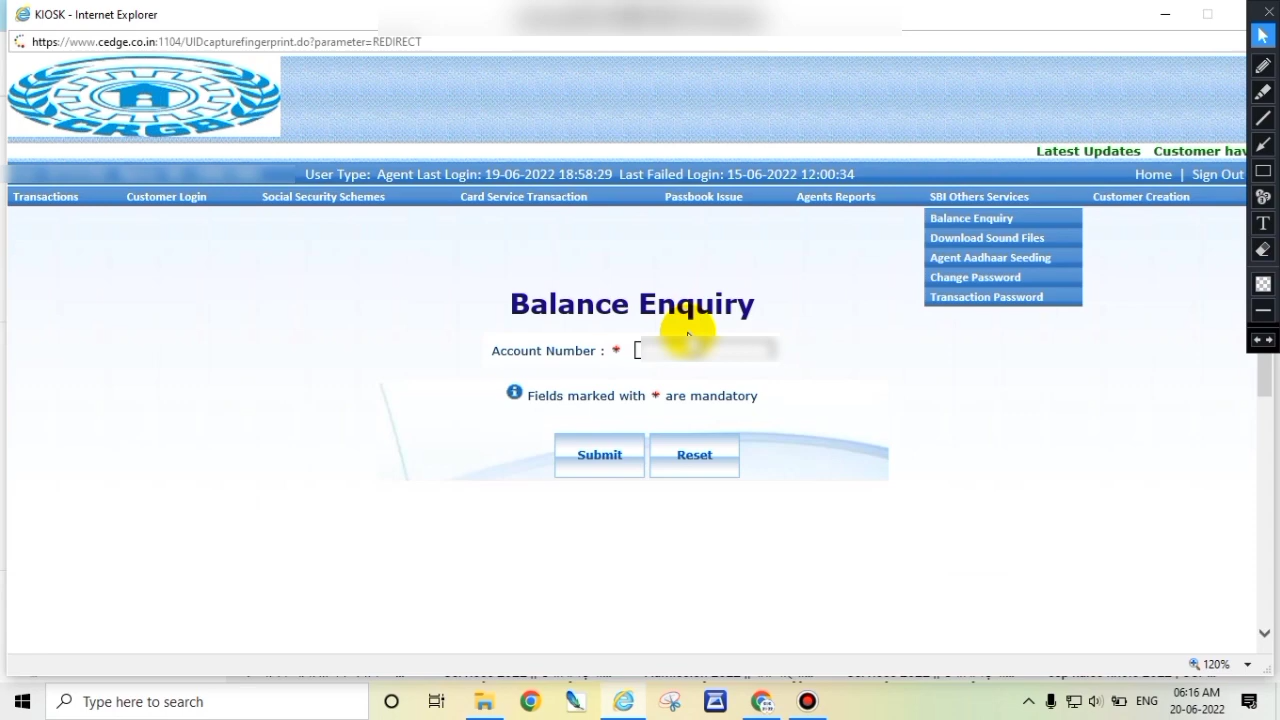 KIOSK - Internet Explorer
https://www.cedge.co.in:1104/UIDcapturefingerprint.do?parameter=REDIRECT
CRGB
Latest Updates Customer hav
User Type: Agent Last Login: 19-06-2022 18:58:29 Last Failed Login: 15-06-2022 12:00:34
Home | Sign Out
Transactions Customer Login Social Security Schemes Card Service Transaction Passbook Issue Agents Reports SBI Others Services Customer Creation
Balance Enquiry
Download Sound Files
Agent Aadhaar Seeding
Change Password
Transaction Password
Balance Enquiry
Account Number : *
Fields marked with * are mandatory
Submit Reset
120%
Type here to search
ENG
06:16 AM
20-06-2022